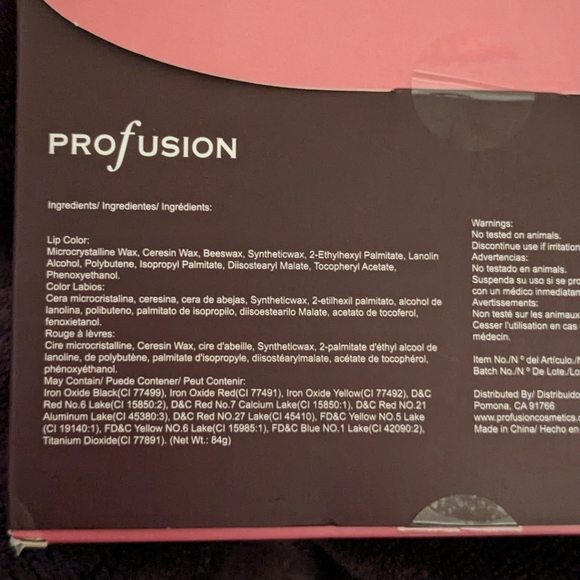 PROfUSION
Ingredients/ Ingredientes/ Ingrédients:
Lip Color:
Microcrystalline Wax, Ceresin Wax, Beeswax, Syntheticwax, 2-Ethylhexyl Palmitate, Lanolin
Alcohol, Polybutene, Isopropyl Palmitate, Diisostearyl Malate, Tocopheryl Acetate,
Phenoxyethanol.
Color Labios:
Cera microcristalina, ceresina, cera de abejas, Syntheticwax, 2-etilhexil palmitato, alcohol de
lanolina, polibuteno, palmitato de isopropilo, diisoestearilo Malate, acetato de tocoferol,
fenoxietanol.
Rouge à lèvres:
Cire microcristalline, Ceresin Wax, cire d'abeille, Syntheticwax, 2-palmitate d'éthyl alcool de
lanoline, de polybutène, palmitate d'isopropyle, diisostéarylmalate, acétate de tocophérol,
phénoxyéthanol.
May Contain/ Puede Contener/ Peut Contenir:
Iron Oxide Black(CI 77499), Iron Oxide Red(CI 77491), Iron Oxide Yellow(CI 77492), D&C
Red No.6 Lake(CI 15850:2), D&C Red No.7 Calcium Lake(CI 15850:1), D&C Red NO.21
Aluminum Lake(CI 45380:3), D&C Red NO.27 Lake(CI 45410), FD&C Yellow NO.5 Lake
(CI 19140:1), FD&C Yellow NO.6 Lake(CI 15985:1), FD&C Blue NO.1 Lake(CI 42090:2),
Titanium Dioxide(CI 77891). (Net Wt.: 84g)
Warnings:
No tested on animals.
Discontinue use if irritation
Advertencias:
No testado en animals.
Suspenda su uso si se pro
con un médico inmediatam
Avertissements:
Non testé sur les animaux
Cesser l'utilisation en cas
médecin.
Item No./N º del Artículo./N
Batch No./N º De Lote./Lo
Distributed By/ Distribuido
Pomona, CA 91766
www.profusioncosmetics.c
Made in China/ Hecho en